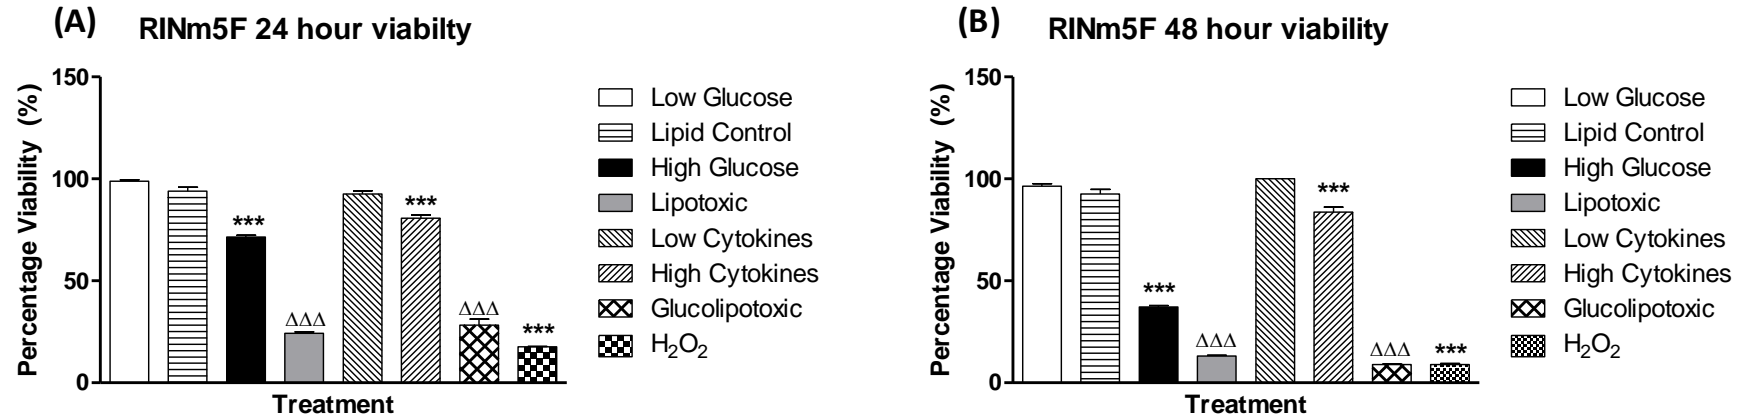 (A) RINm5F 24 hour viabilty
Percentage Viability (%)
150
100
50
0
***
ΔΔΔ
***
ΔΔΔ
***
Treatment
Low Glucose
Lipid Control
High Glucose
Lipotoxic
Low Cytokines
High Cytokines
Glucolipotoxic
H₂O₂
(B) RINm5F 48 hour viability
Percentage Viability (%)
150
100
50
0
***
ΔΔΔ
***
ΔΔΔ
***
Treatment
Low Glucose
Lipid Control
High Glucose
Lipotoxic
Low Cytokines
High Cytokines
Glucolipotoxic
H₂O₂